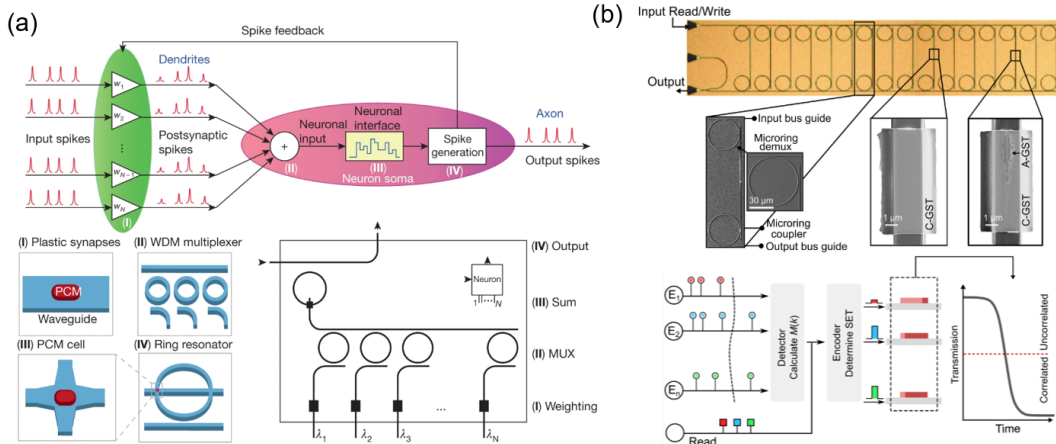 (a)
Spike feedback
Dendrites
w1
w2
...
wN−1
wN
Input spikes
Postsynaptic
spikes
(I)
Neuronal
input
+
(II)
Neuronal
interface
(III)
Neuron soma
Spike
generation
(IV)
Axon
Output spikes
(I) Plastic synapses
PCM
Waveguide
(II) WDM multiplexer
(III) PCM cell
(IV) Ring resonator
(IV) Output
Neuron
1 || ... | N
(III) Sum
(II) MUX
(I) Weighting
...
λ1 λ2 λ3 λN
(b)
Input Read/Write
Output
Input bus guide
Microring
demux
30 μm
Microring
coupler
Output bus guide
1 μm
C-GST
1 μm
A-GST
C-GST
E1
E2
En
Read
Detector
Calculate M(k)
Encoder
Determine SET
Transmission
Time
Uncorrelated
Correlated